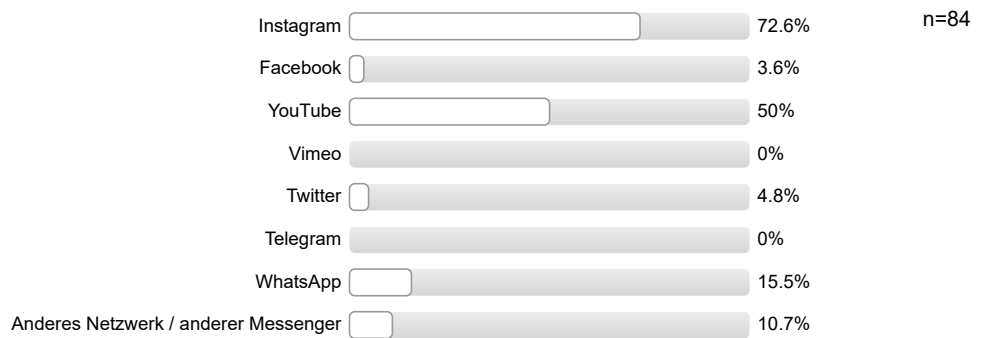 Instagram 72.6% n=84
Facebook 3.6%
YouTube 50%
Vimeo 0%
Twitter 4.8%
Telegram 0%
WhatsApp 15.5%
Anderes Netzwerk / anderer Messenger 10.7%